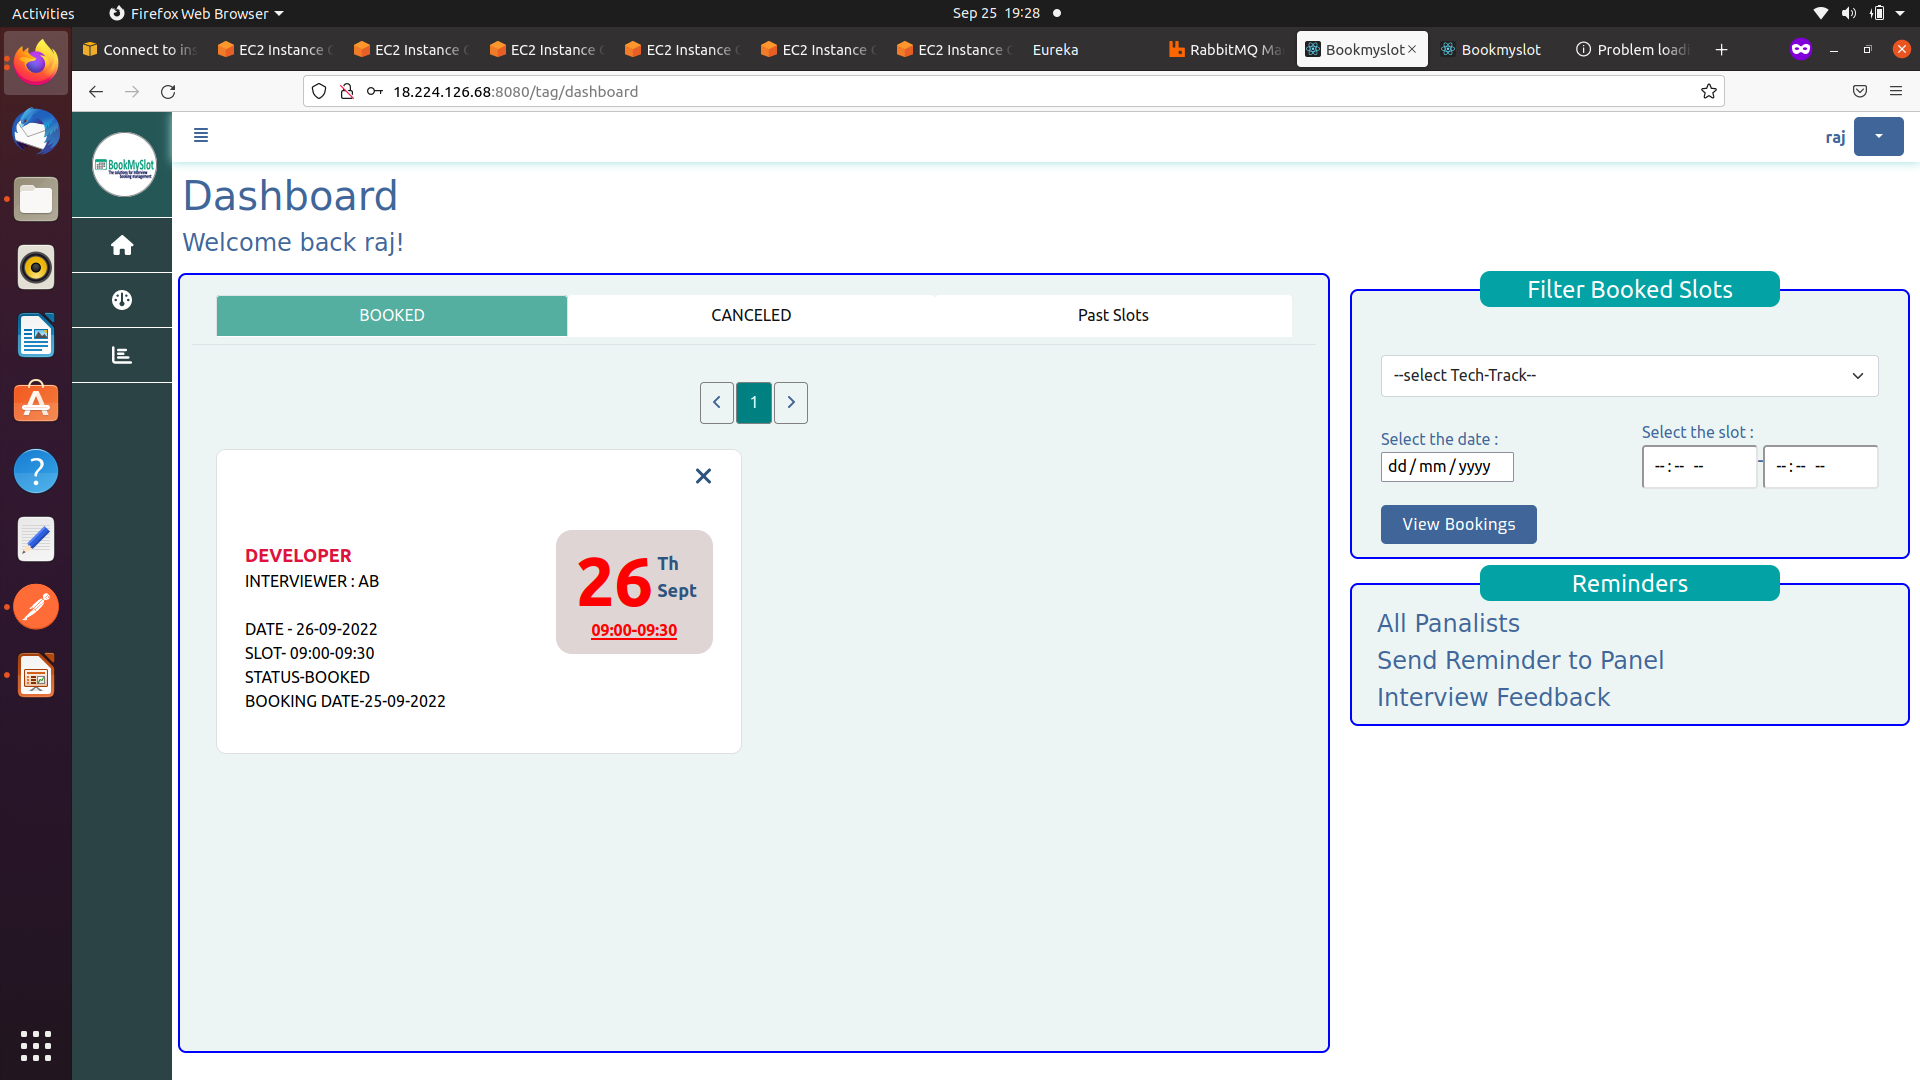 Activities
Firefox Web Browser
Sep 25 19:28
Connect to ins
EC2 Instance
EC2 Instance
EC2 Instance
EC2 Instance
EC2 Instance
EC2 Instance
Eureka
RabbitMQ Ma
Bookmyslot
Bookmyslot
Problem loadi
18.224.126.68:8080/tag/dashboard
BookMySlot
raj
Dashboard
Welcome back raj!
BOOKED
CANCELED
Past Slots
1
DEVELOPER
INTERVIEWER : AB
DATE - 26-09-2022
SLOT- 09:00-09:30
STATUS-BOOKED
BOOKING DATE-25-09-2022
26 Th
Sept
09:00-09:30
Filter Booked Slots
--select Tech-Track--
Select the date :
dd/mm/yyyy
Select the slot :
--:-- -- - --:-- --
View Bookings
Reminders
All Panalists
Send Reminder to Panel
Interview Feedback